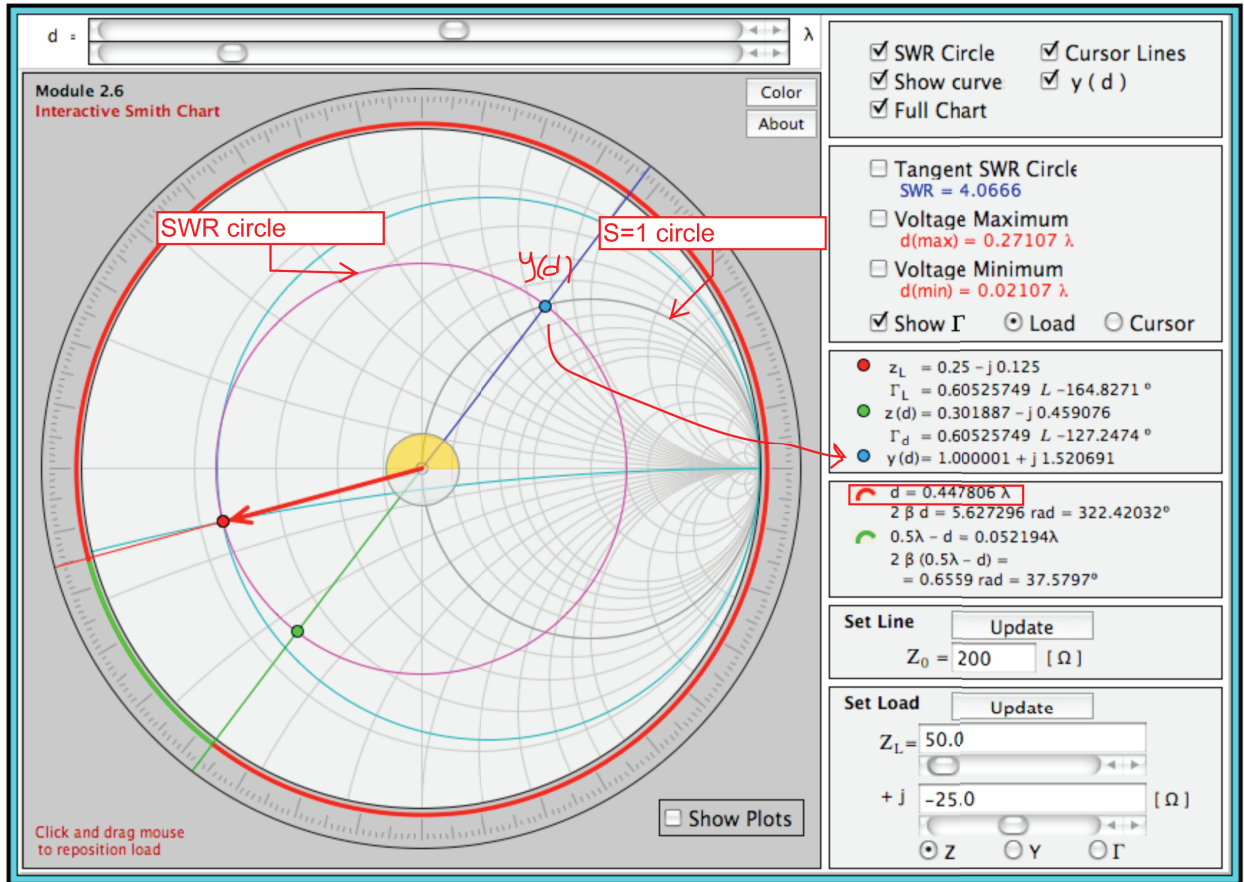 d = λ
Module 2.6
Interactive Smith Chart
Color
About
SWR circle
S=1 circle
y(d)
Click and drag mouse
to reposition load
Show Plots
SWR Circle Cursor Lines
Show curve y ( d )
Full Chart
Tangent SWR Circle
SWR = 4.0666
Voltage Maximum
d(max) = 0.27107 λ
Voltage Minimum
d(min) = 0.02107 λ
Show Γ Load Cursor
z_L = 0.25 – j 0.125
Γ_L = 0.60525749 L -164.8271 °
z (d) = 0.301887 – j 0.459076
Γ_d = 0.60525749 L -127.2474 °
y (d)= 1.000001 + j 1.520691
d = 0.447806 λ
2 β d = 5.627296 rad = 322.42032°
0.5λ – d = 0.052194λ
2 β (0.5λ – d) =
= 0.6559 rad = 37.5797°
Set Line Update
Z_0 = 200 [ Ω ]
Set Load Update
Z_L= 50.0
+ j -25.0 [ Ω ]
Z Y Γ